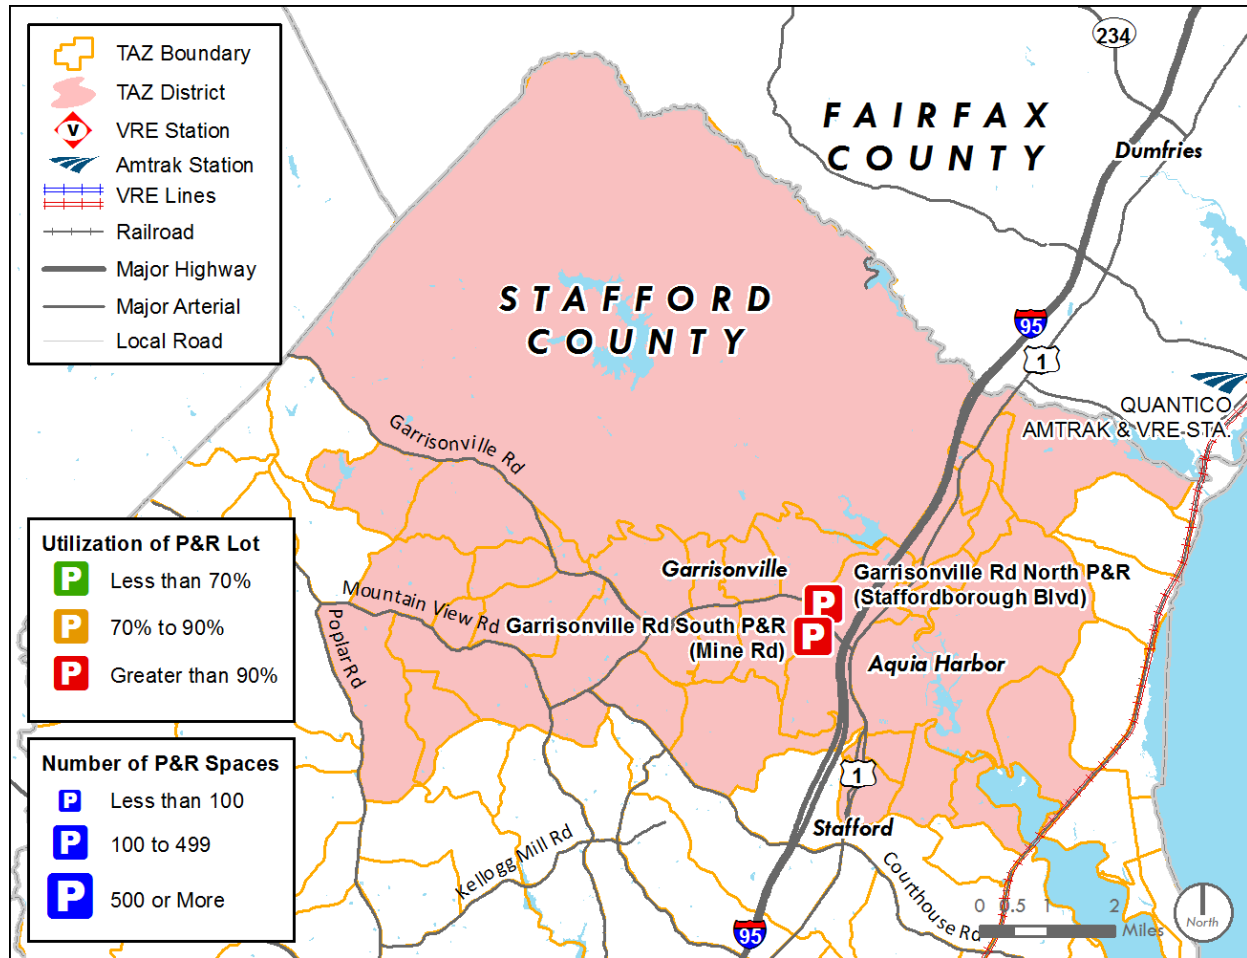 TAZ Boundary
TAZ District
V
VRE Station
Amtrak Station
VRE Lines
Railroad
Major Highway
Major Arterial
Local Road
234
FAIRFAX
COUNTY
Dumfries
STAFFORD
COUNTY
95
1
QUANTICO
AMTRAK & VRE STA.
Garrisonville Rd
Utilization of P&R Lot
P Less than 70%
P 70% to 90%
P Greater than 90%
Garrisonville
P
Garrisonville Rd North P&R
(Staffordborough Blvd)
Mountain View Rd
Poplar Rd
Garrisonville Rd South P&R
(Mine Rd)
P
Aquia Harbor
Number of P&R Spaces
P Less than 100
P 100 to 499
P 500 or More
1
Stafford
Kellogg Mill Rd
Courthouse Rd
95
0 0.5 1 2
Miles
North